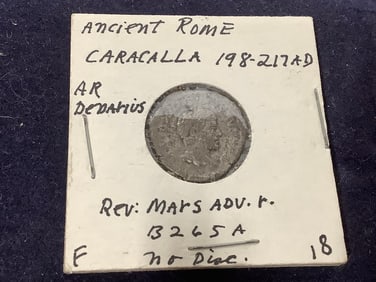 Ancient ROME
CARACALLA 198-217AD
AR
Denarius
Rev: Mars ADV. r.
B265A
F no Disc. 18